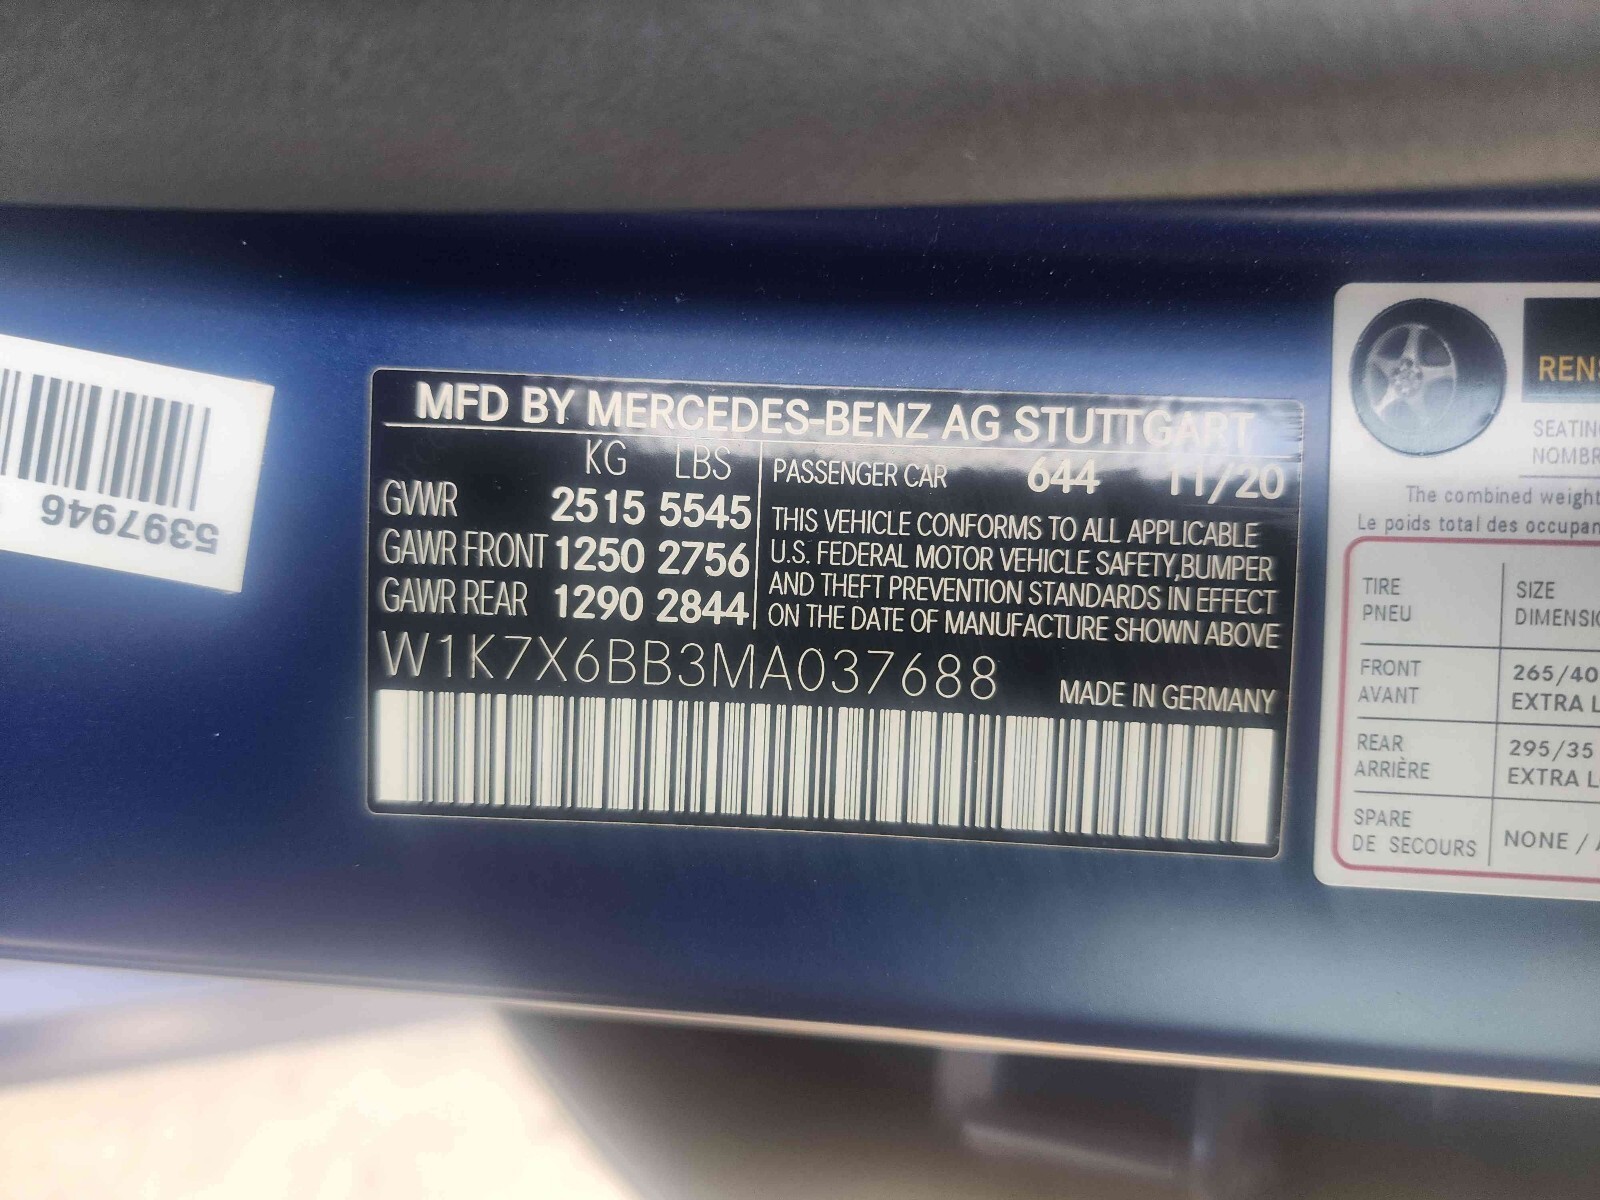 5397946
MFD BY MERCEDES-BENZ AG STUTTGART
KG LBS
GVWR 2515 5545
GAWR FRONT 1250 2756
GAWR REAR 1290 2844
PASSENGER CAR 644 11/20
THIS VEHICLE CONFORMS TO ALL APPLICABLE
U.S. FEDERAL MOTOR VEHICLE SAFETY,BUMPER
AND THEFT PREVENTION STANDARDS IN EFFECT
ON THE DATE OF MANUFACTURE SHOWN ABOVE
W1K7X6BB3MA037688
MADE IN GERMANY
RENS
SEATIN
NOMBR
The combined weight
Le poids total des occupan
TIRE SIZE
PNEU DIMENSIO
FRONT 265/40
AVANT EXTRA L
REAR 295/35
ARRIÈRE EXTRA L
SPARE
DE SECOURS
NONE /